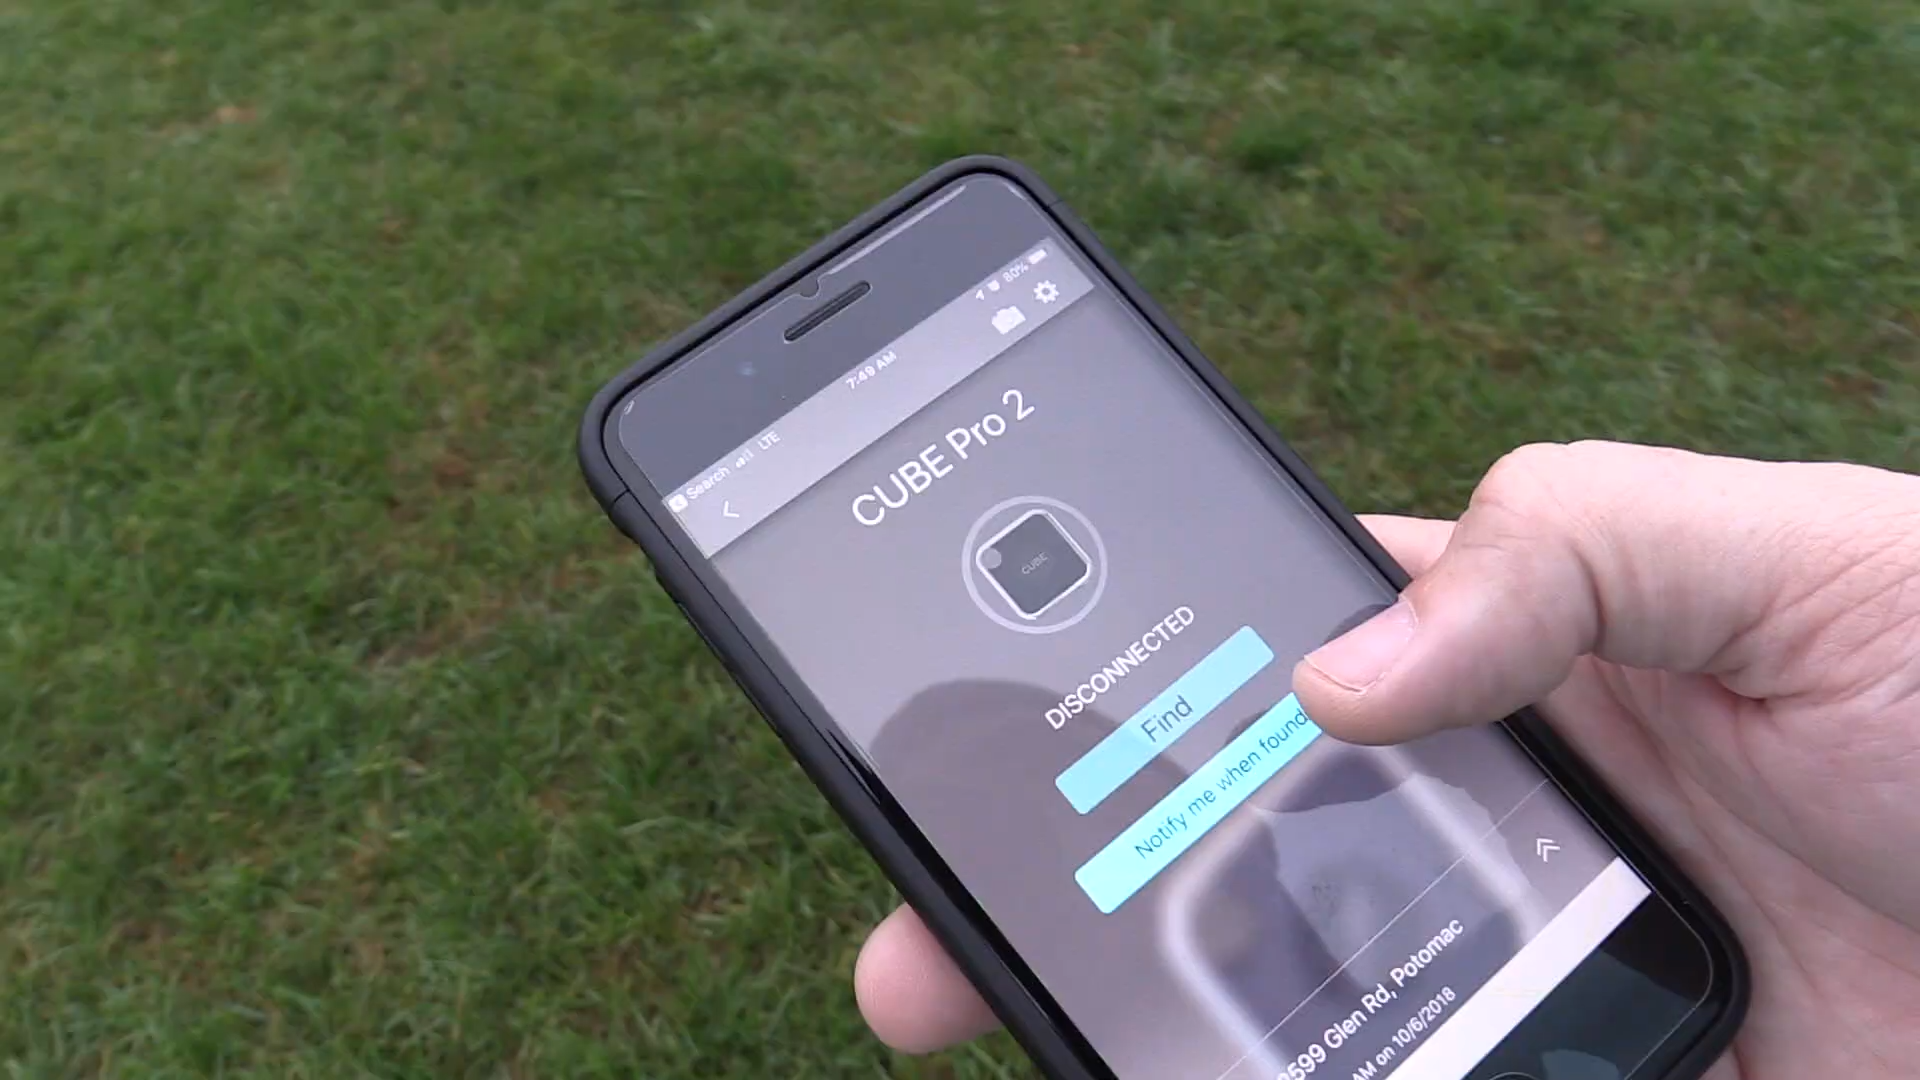 Search LTE 7:49 AM 80%
CUBE Pro 2
CUBE
DISCONNECTED
Find
Notify me when found
Glen Rd, Potomac
AM on 10/6/2018